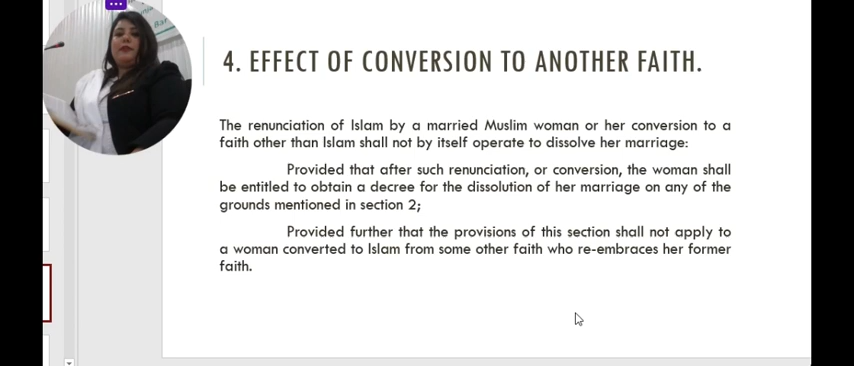 4. EFFECT OF CONVERSION TO ANOTHER FAITH.
The renunciation of Islam by a married Muslim woman or her conversion to a
faith other than Islam shall not by itself operate to dissolve her marriage:
Provided that after such renunciation, or conversion, the woman shall
be entitled to obtain a decree for the dissolution of her marriage on any of the
grounds mentioned in section 2;
Provided further that the provisions of this section shall not apply to
a woman converted to Islam from some other faith who re-embraces her former
faith.